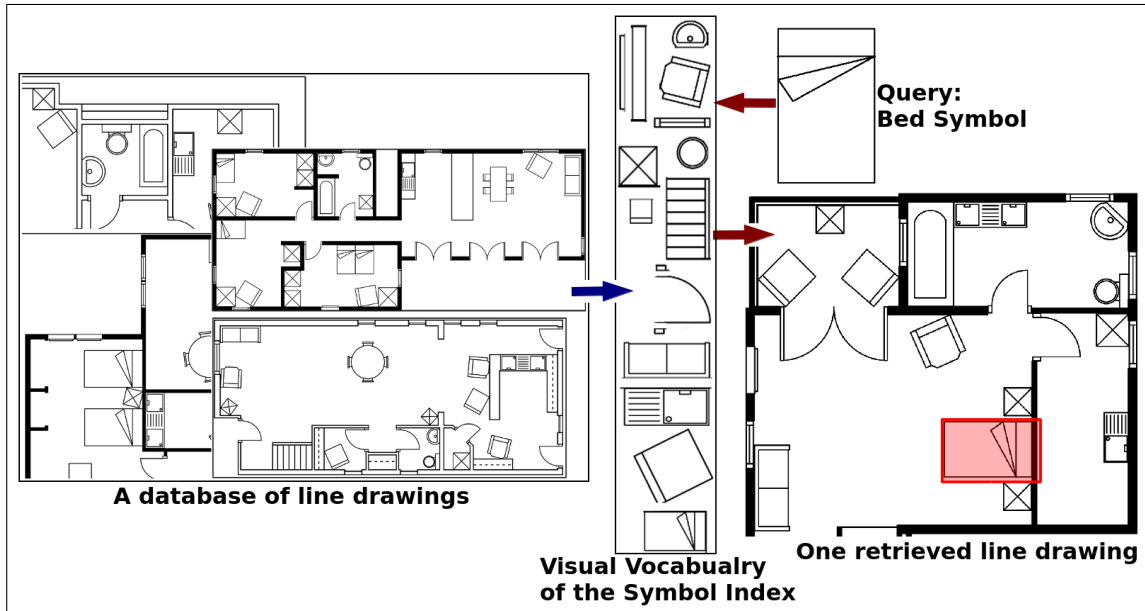 Query:
Bed Symbol
A database of line drawings
One retrieved line drawing
Visual Vocabualry
of the Symbol Index